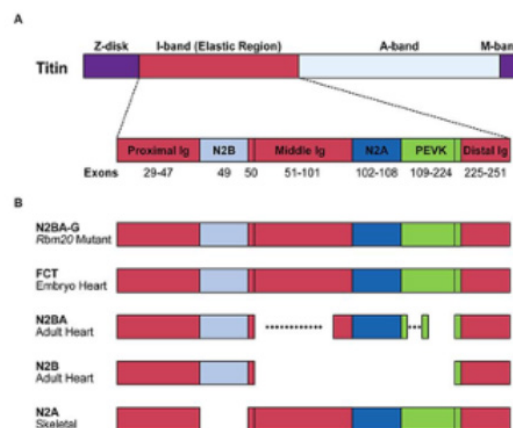 A
Z-disk I-band (Elastic Region) A-band M-ban
Titin
Proximal Ig N2B Middle Ig N2A PEVK Distal Ig
Exons 29-47 49 50 51-101 102-108 109-224 225-251
B
N2BA-G
Rbm20 Mutant
FCT
Embryo Heart
N2BA
Adult Heart
N2B
Adult Heart
N2A
Skeletal